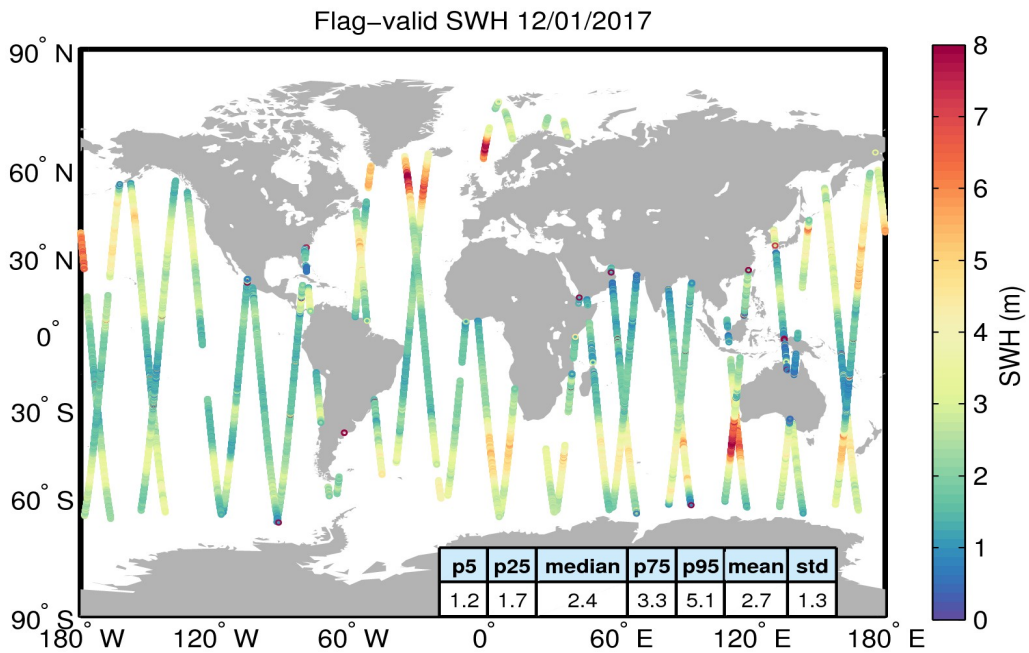 Flag−valid SWH 12/01/2017
90° N
60° N
30° N
0°
30° S
60° S
90° S
180° W
120° W
60° W
0°
60° E
120° E
180° E
p5 p25 median p75 p95 mean std
1.2 1.7 2.4 3.3 5.1 2.7 1.3
8
7
6
5
4
3
2
1
0
SWH (m)